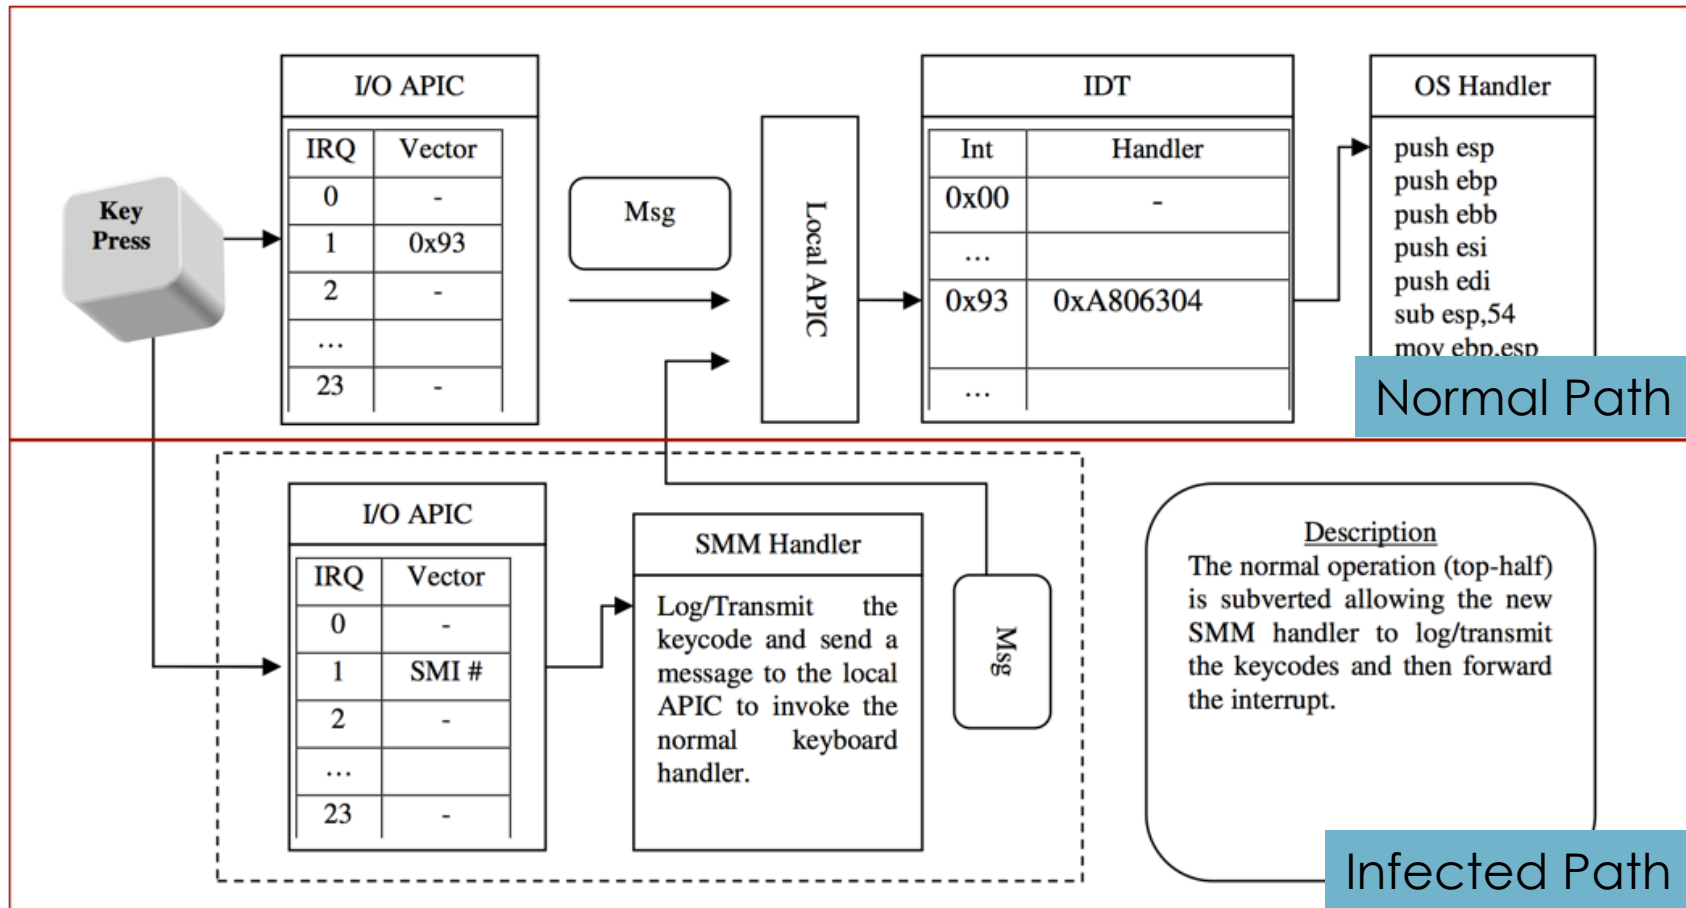 Key
Press
I/O APIC
IRQ Vector
0 -
1 0x93
2 -
...
23 -
Msg
Local APIC
IDT
Int Handler
0x00 -
...
0x93 0xA806304
...
OS Handler
push esp
push ebp
push ebb
push esi
push edi
sub esp,54
mov ebp,esp
Normal Path
I/O APIC
IRQ Vector
0 -
1 SMI #
2 -
...
23 -
SMM Handler
Log/Transmit the
keycode and send a
message to the local
APIC to invoke the
normal keyboard
handler.
Msg
Description
The normal operation (top-half)
is subverted allowing the new
SMM handler to log/transmit
the keycodes and then forward
the interrupt.
Infected Path